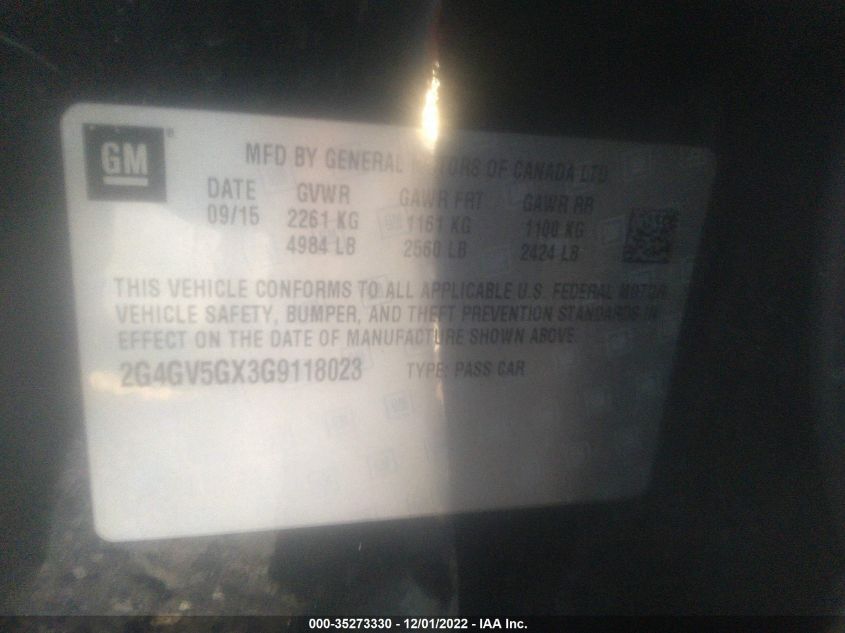 GM ®
MFD BY GENERAL MOTORS OF CANADA LTD
DATE GVWR GAWR FRT GAWR RR
09/15 2261 KG 1161 KG 1100 KG
4984 LB 2560 LB 2424 LB
THIS VEHICLE CONFORMS TO ALL APPLICABLE U.S. FEDERAL MOTOR
VEHICLE SAFETY, BUMPER, AND THEFT PREVENTION STANDARDS IN
EFFECT ON THE DATE OF MANUFACTURE SHOWN ABOVE.
2G4GV5GX3G9118023 TYPE: PASS CAR
000-35273330 - 12/01/2022 - IAA Inc.